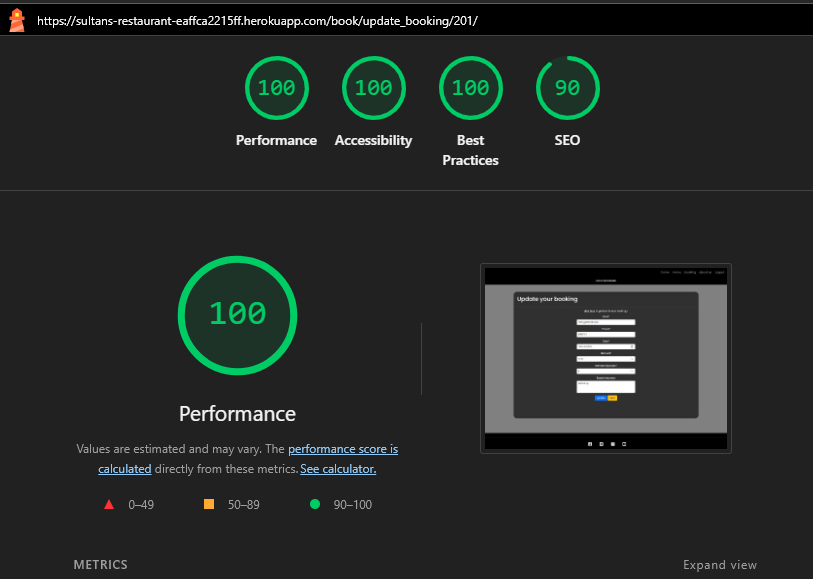 https://sultans-restaurant-eaffca2215ff.herokuapp.com/book/update_booking/201/
100
100
100
90
Performance
Accessibility
Best
Practices
SEO
100
Performance
Values are estimated and may vary. The performance score is
calculated directly from these metrics. See calculator.
0–49
50–89
90–100
Update your booking
METRICS
Expand view